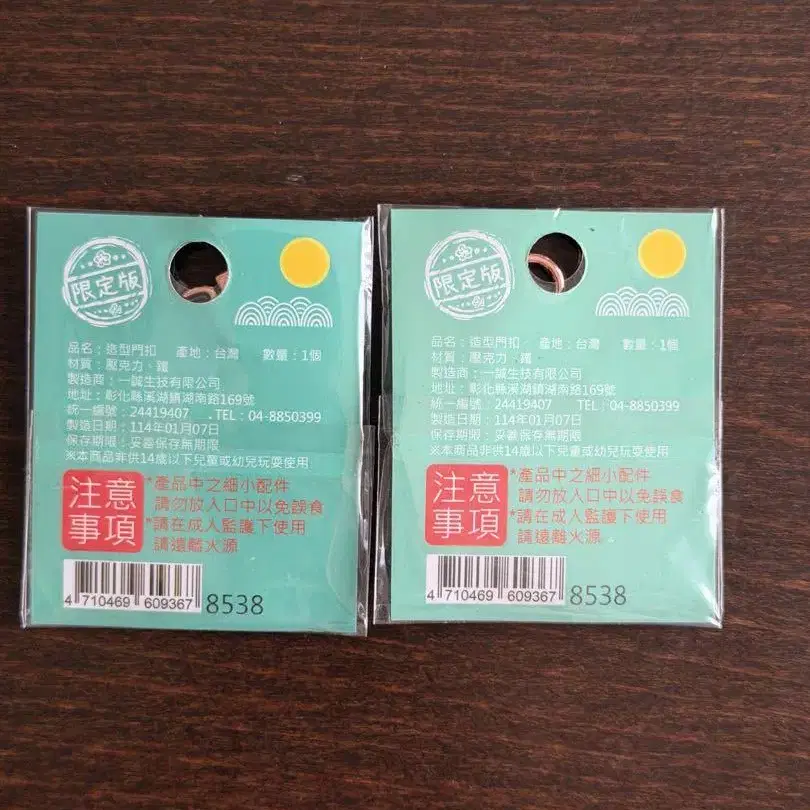 限定版
品名：造型門扣 產地：台灣 數量：1個
材質：壓克力、鐵
製造商：一誠生技有限公司
地址：彰化縣溪湖鎮湖南路169號
統一編號：24419407 .TEL：04-8850399
製造日期：114年01月07日
保存期限：妥善保存無期限
※本商品非供14歲以下兒童或幼兒玩耍使用
注意
事項
*產品中之細小配件
請勿放入口中以免誤食
*請在成人監護下使用
請遠離火源
4 710469 609367 8538
限定版
品名：造型門扣 產地：台灣 數量：1個
材質：壓克力、鐵
製造商：一誠生技有限公司
地址：彰化縣溪湖鎮湖南路169號
統一編號：24419407 TEL：04-8850399
製造日期：114年01月07日
保存期限：妥善保存無期限
※本商品非供14歲以下兒童或幼兒玩耍使用
注意
事項
*產品中之細小配件
請勿放入口中以免誤食
*請在成人監護下使用
請遠離火源
4 710469 609367 8538